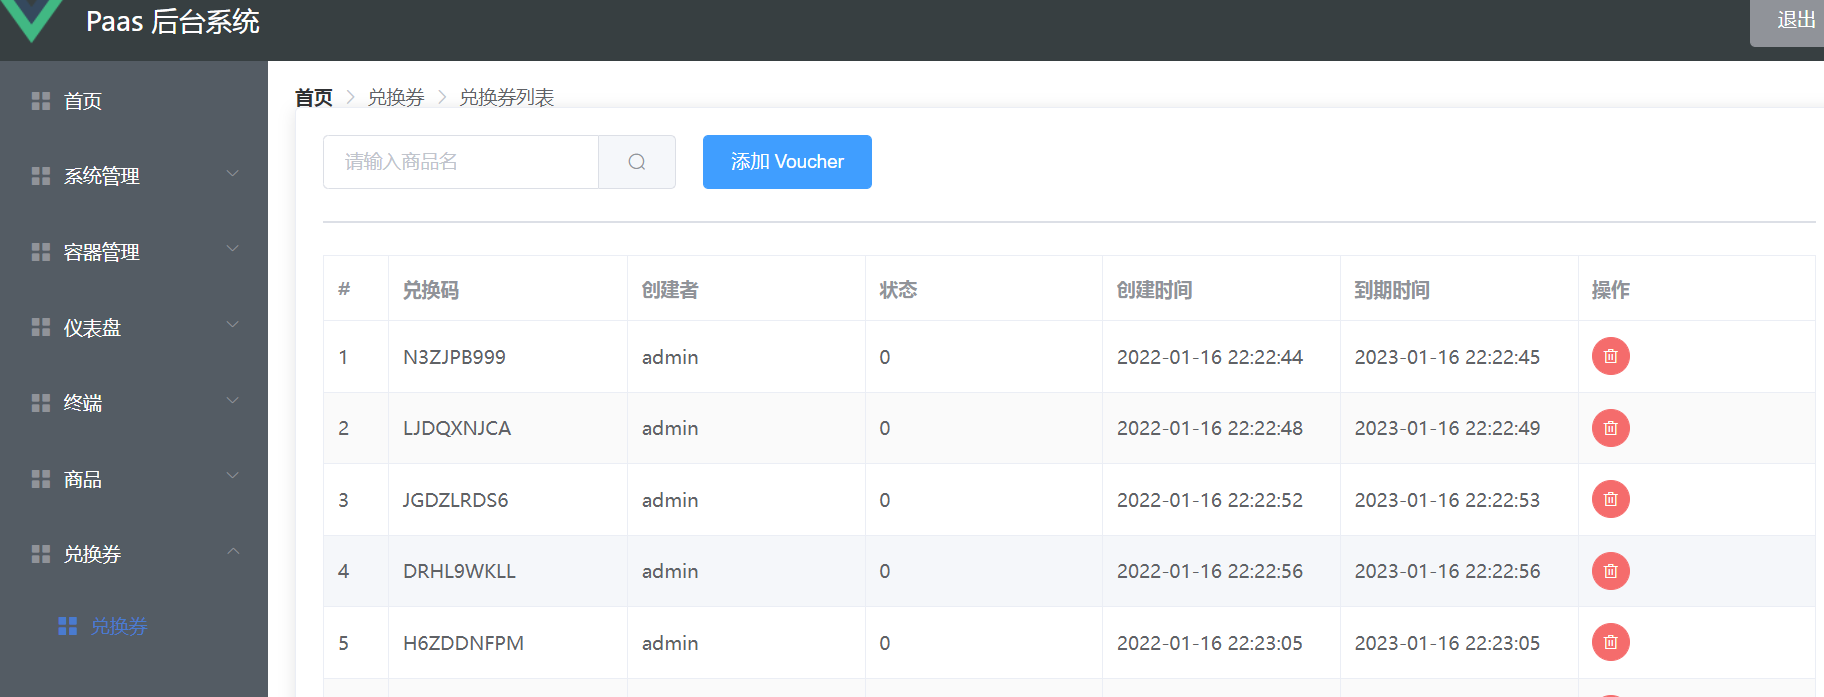 Paas 后台系统
退出
首页
系统管理
容器管理
仪表盘
终端
商品
兑换券
兑换券
首页 > 兑换券 > 兑换券列表
请输入商品名
添加 Voucher
# 兑换码 创建者 状态 创建时间 到期时间 操作
1 N3ZJPB999 admin 0 2022-01-16 22:22:44 2023-01-16 22:22:45
2 LJDQXNJCA admin 0 2022-01-16 22:22:48 2023-01-16 22:22:49
3 JGDZLRDS6 admin 0 2022-01-16 22:22:52 2023-01-16 22:22:53
4 DRHL9WKLL admin 0 2022-01-16 22:22:56 2023-01-16 22:22:56
5 H6ZDDNFPM admin 0 2022-01-16 22:23:05 2023-01-16 22:23:05